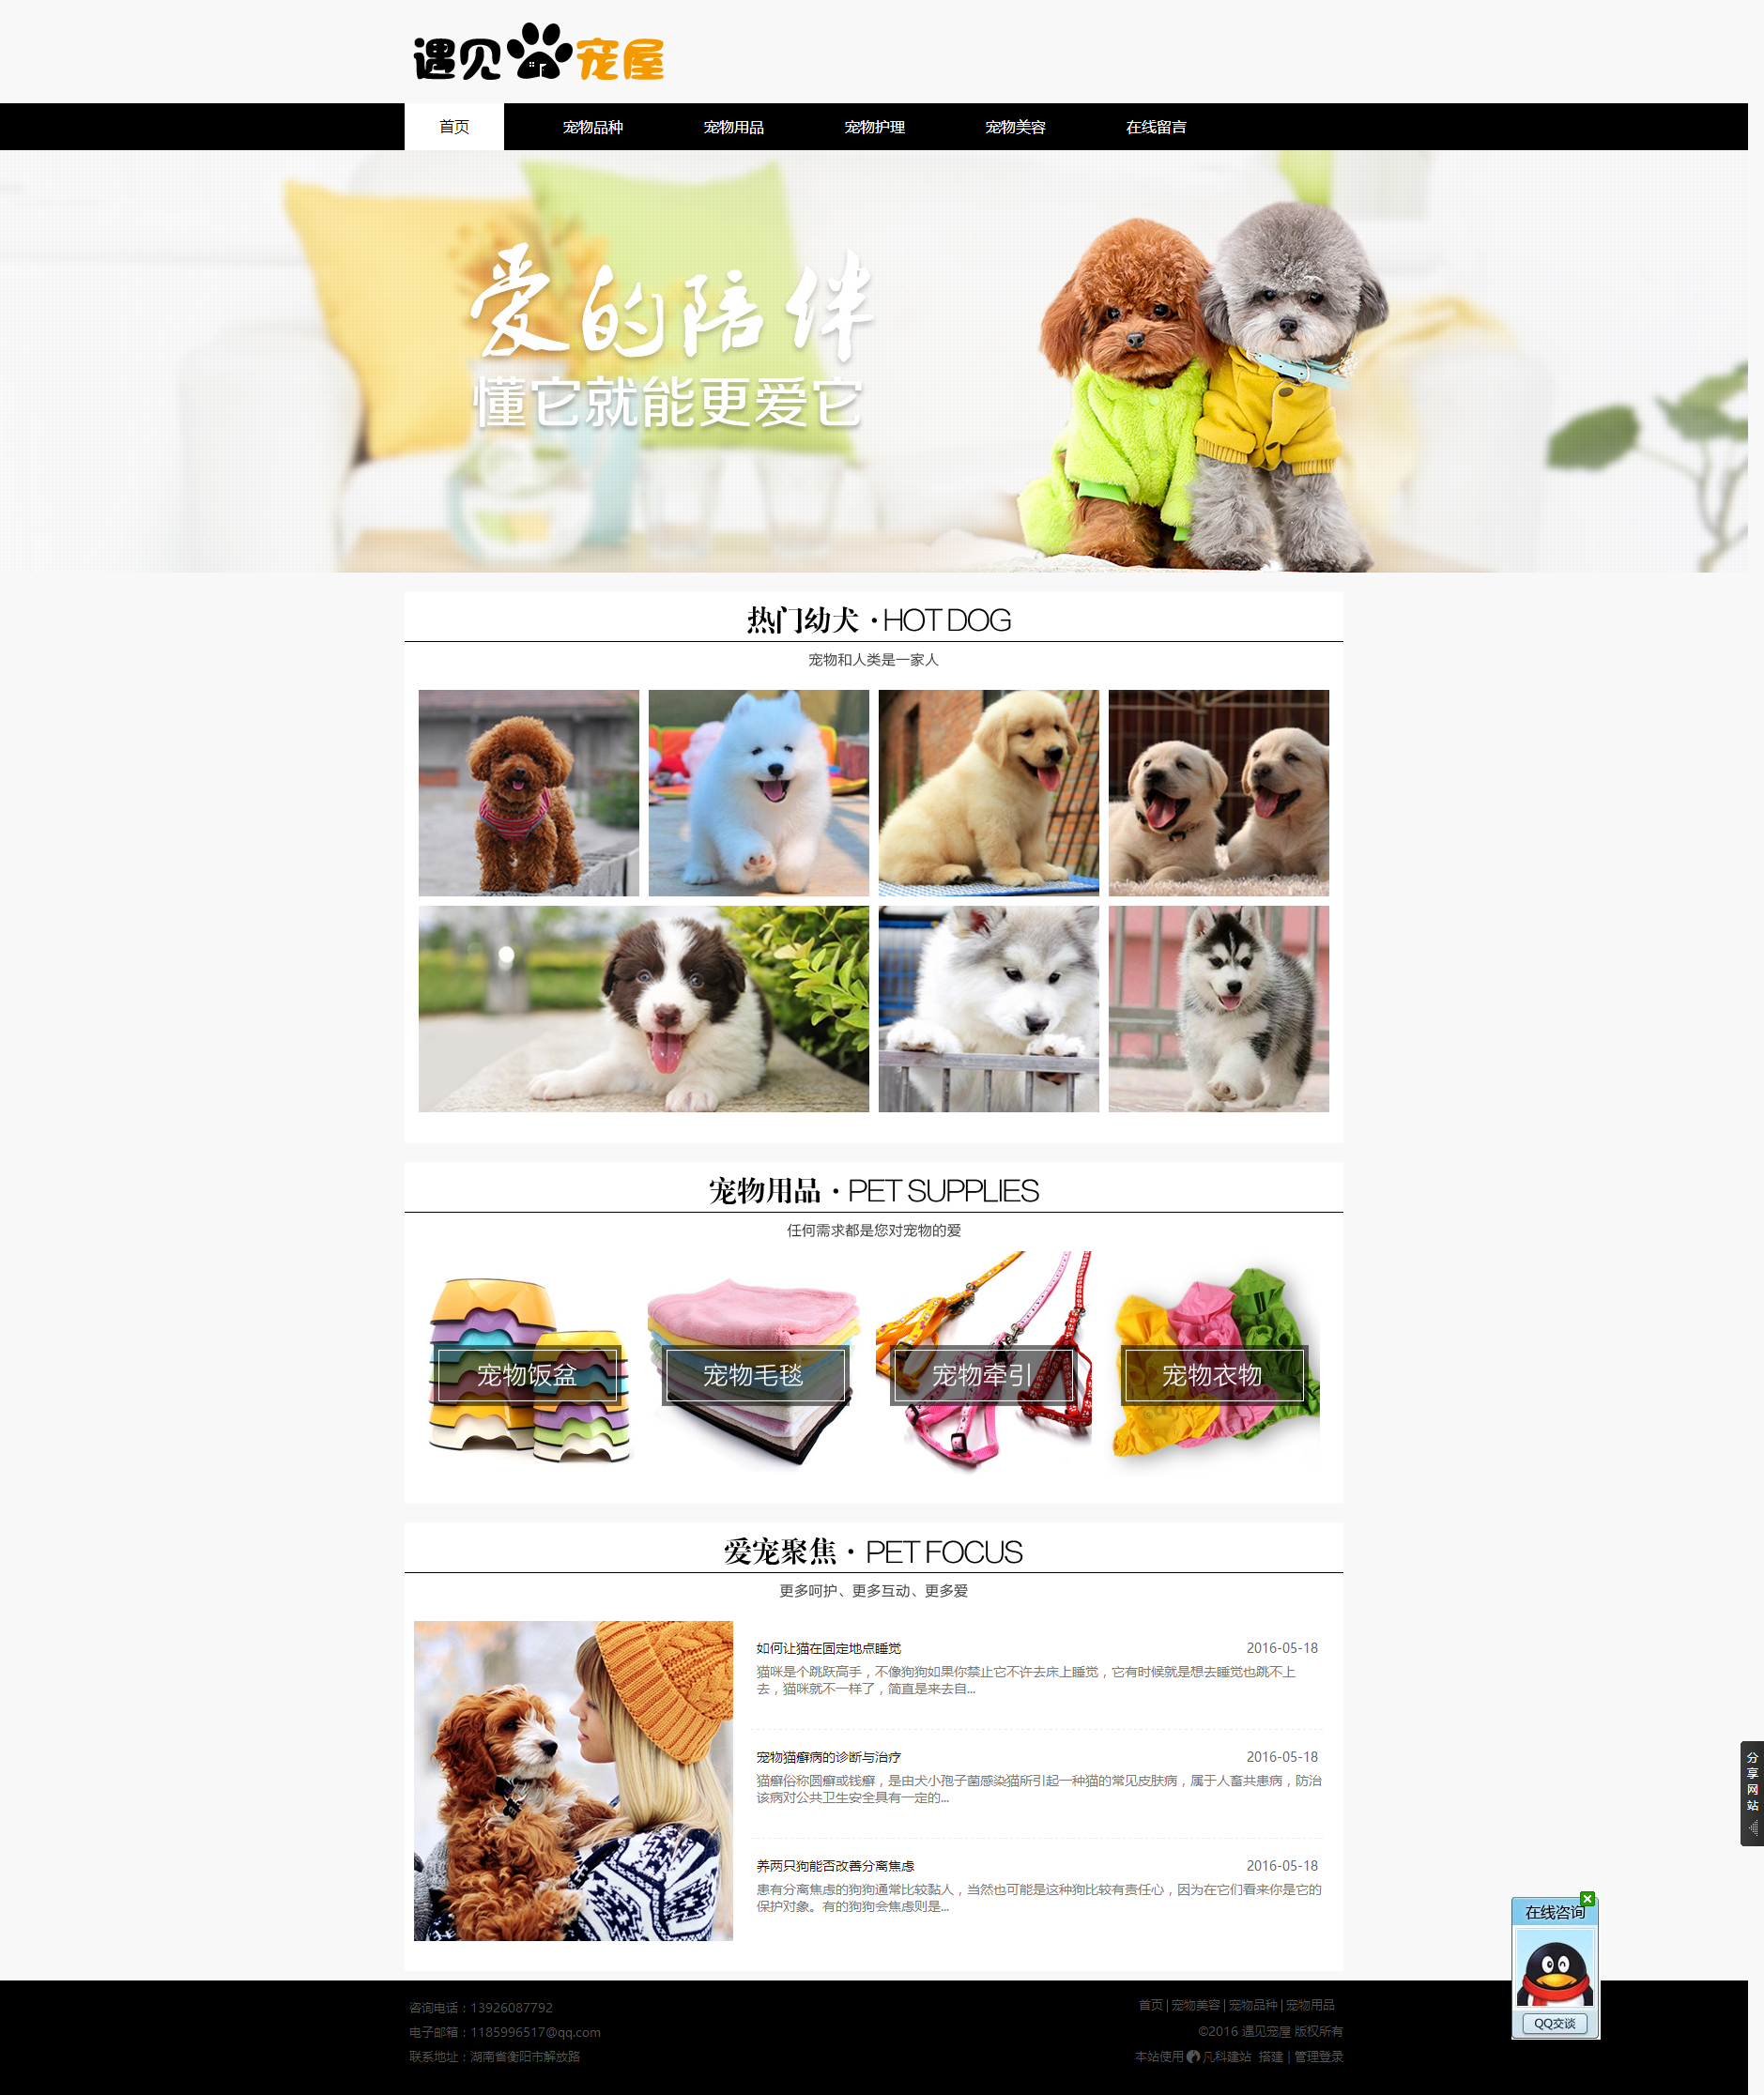 遇见宠屋
首页 宠物品种 宠物用品 宠物护理 宠物美容 在线留言
爱的陪伴
懂它就能更爱它
热门幼犬·HOT DOG
宠物和人类是一家人
宠物用品·PET SUPPLIES
任何需求都是您对宠物的爱
宠物饭盆 宠物毛毯 宠物牵引 宠物衣物
爱宠聚焦· PET FOCUS
更多呵护、更多互动、更多爱
如何让猫在固定地点睡觉 2016-05-18
猫咪是个跳跃高手，不像狗狗如果你禁止它不许去床上睡觉，它有时候就是想去睡觉也跳不上
去，猫咪就不一样了，简直是来去自...
宠物猫癣病的诊断与治疗 2016-05-18
猫癣俗称圆癣或钱癣，是由犬小孢子菌感染猫所引起一种猫的常见皮肤病，属于人畜共患病，防治
该病对公共卫生安全具有一定的...
养两只狗能否改善分离焦虑 2016-05-18
患有分离焦虑的狗狗通常比较黏人，当然也可能是这种狗比较有责任心，因为在它们看来你是它的
保护对象。有的狗狗会焦虑则是...
分享网站
在线咨询
QQ交谈
咨询电话：13926087792
电子邮箱：1185996517@qq.com
联系地址：湖南省衡阳市解放路
首页 | 宠物美容 | 宠物品种 | 宠物用品
©2016 遇见宠屋 版权所有
本站使用 凡科建站 搭建 | 管理登录